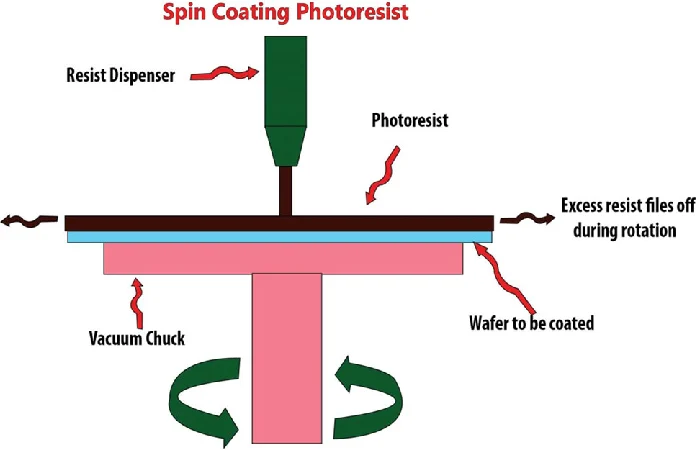 Spin Coating Photoresist
Resist Dispenser
Photoresist
Excess resist files off
during rotation
Wafer to be coated
Vacuum Chuck